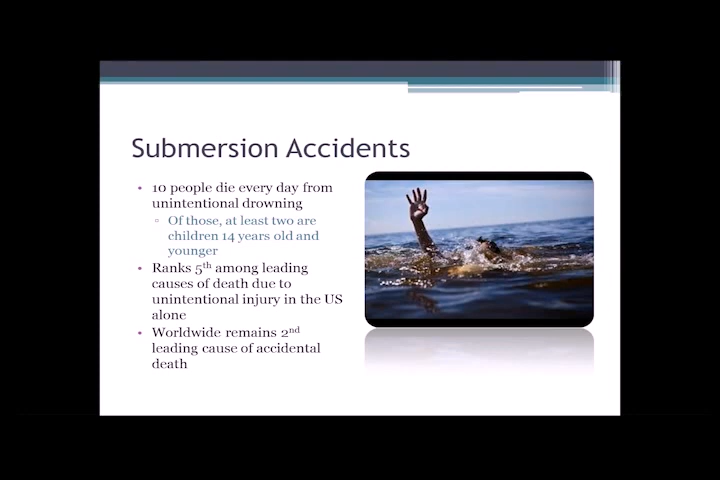 Submersion Accidents
• 10 people die every day from
unintentional drowning
▫ Of those, at least two are
children 14 years old and
younger
• Ranks 5th among leading
causes of death due to
unintentional injury in the US
alone
• Worldwide remains 2nd
leading cause of accidental
death